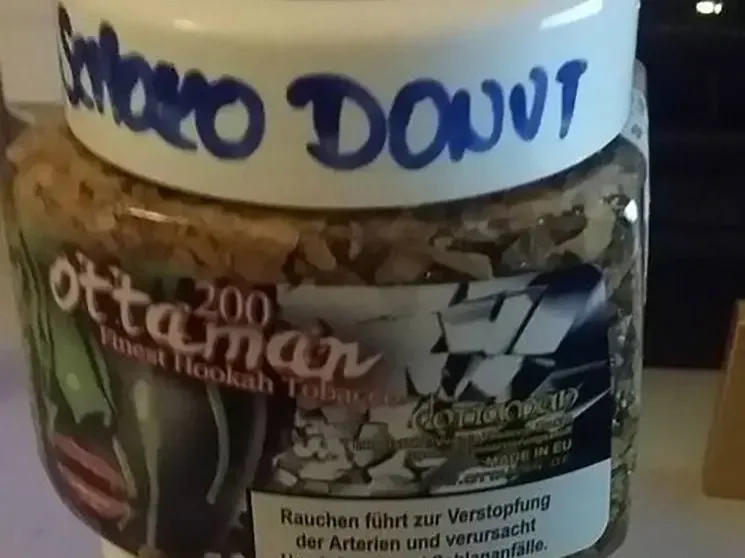 SCHOKO DONUT
200
Ottaman
Finest Hookah Tobacco
MADE IN EU
Rauchen führt zur Verstopfung
der Arterien und verursacht